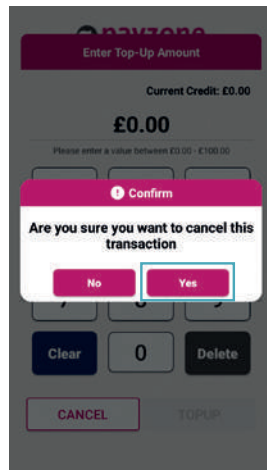 payzone
Enter Top-Up Amount
Current Credit: £0.00
£0.00
Please enter a value between £0.00 - £100.00
Confirm
Are you sure you want to cancel this
transaction
No Yes
Clear 0 Delete
CANCEL TOPUP